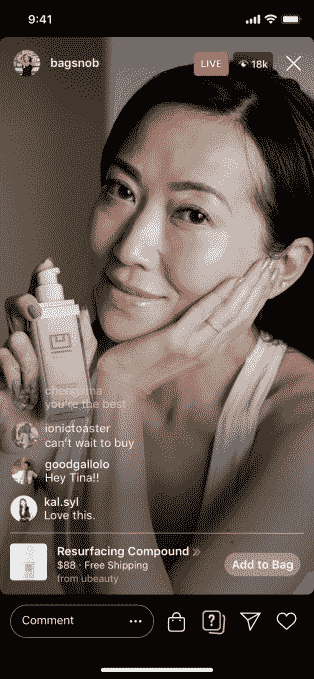 9:41
bagsnob
LIVE
18k
cherijaima
you're the best
ionictoaster
can't wait to buy
goodgallolo
Hey Tina!!
kal.syl
Love this.
Resurfacing Compound »
$88 · Free Shipping
from ubeauty
Add to Bag
Comment